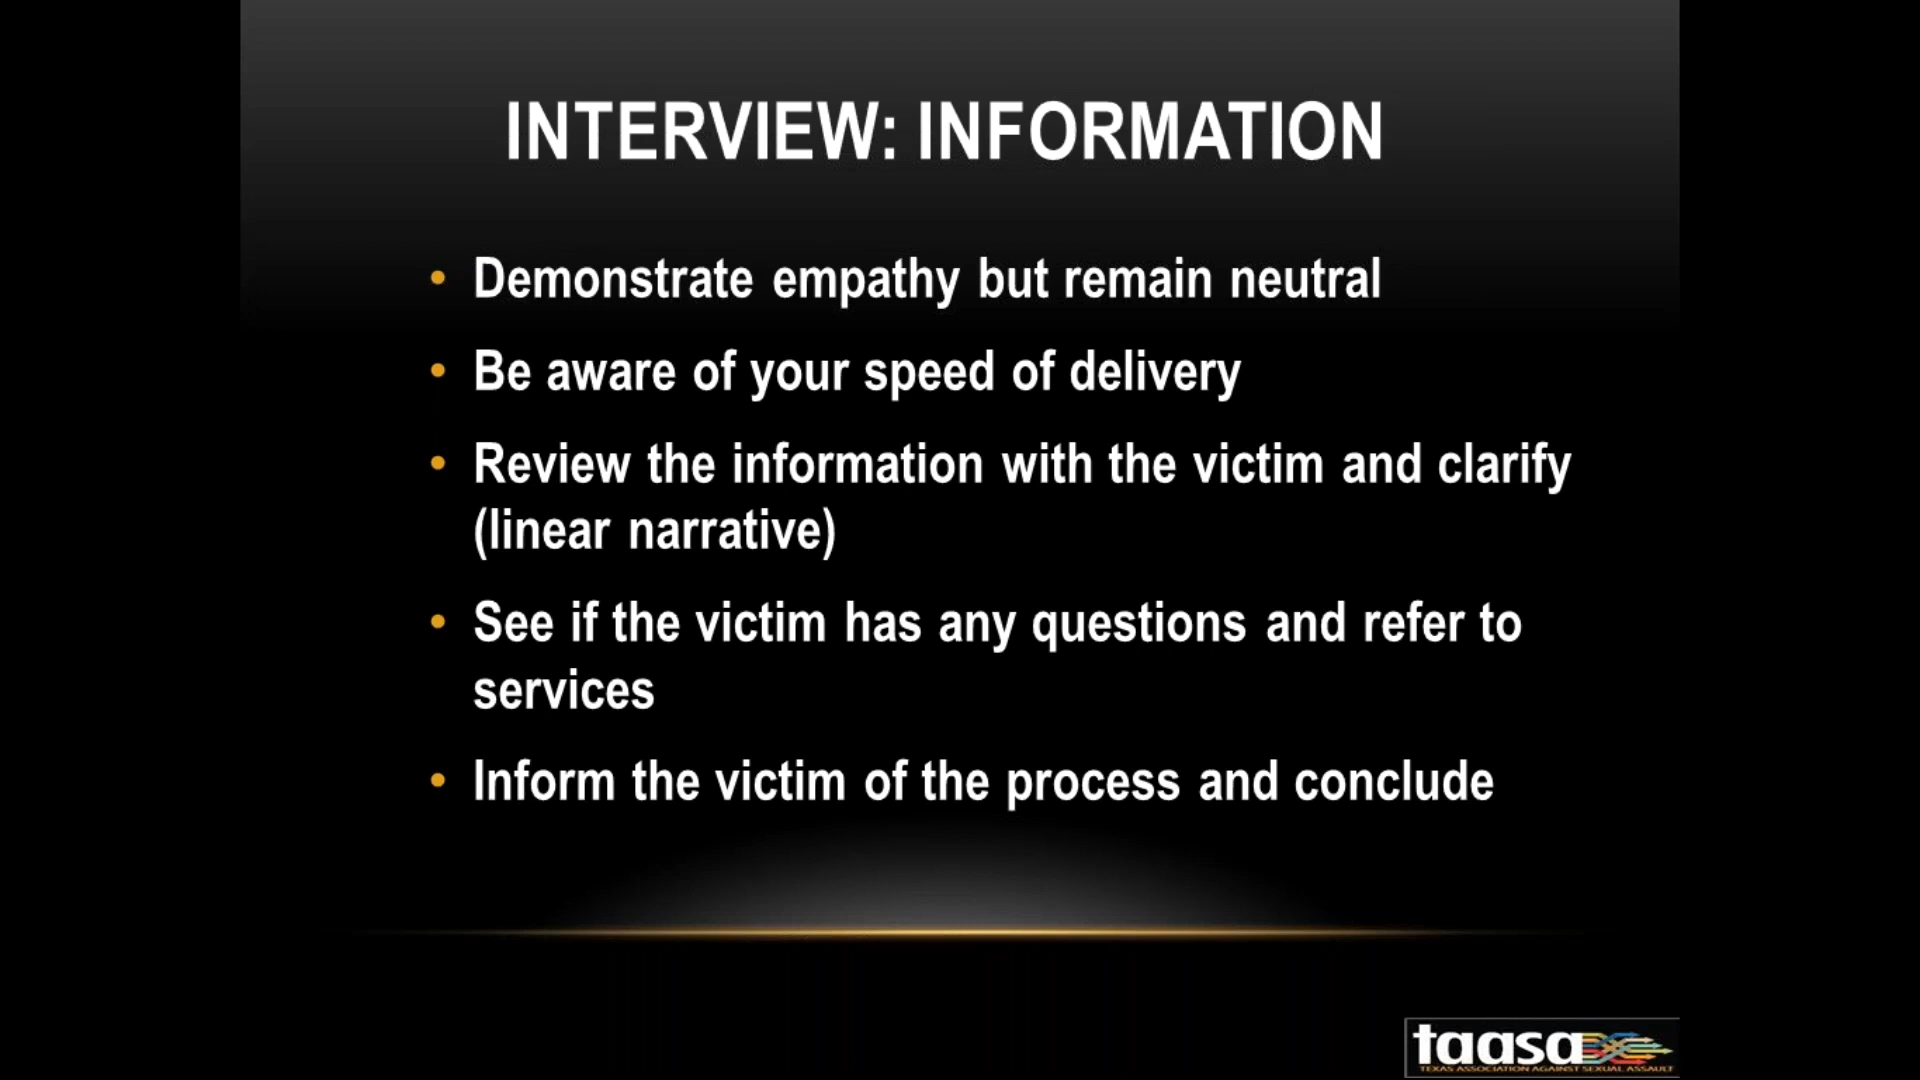 INTERVIEW: INFORMATION
• Demonstrate empathy but remain neutral
• Be aware of your speed of delivery
• Review the information with the victim and clarify
(linear narrative)
• See if the victim has any questions and refer to
services
• Inform the victim of the process and conclude
taasa
TEXAS ASSOCIATION AGAINST SEXUAL ASSAULT